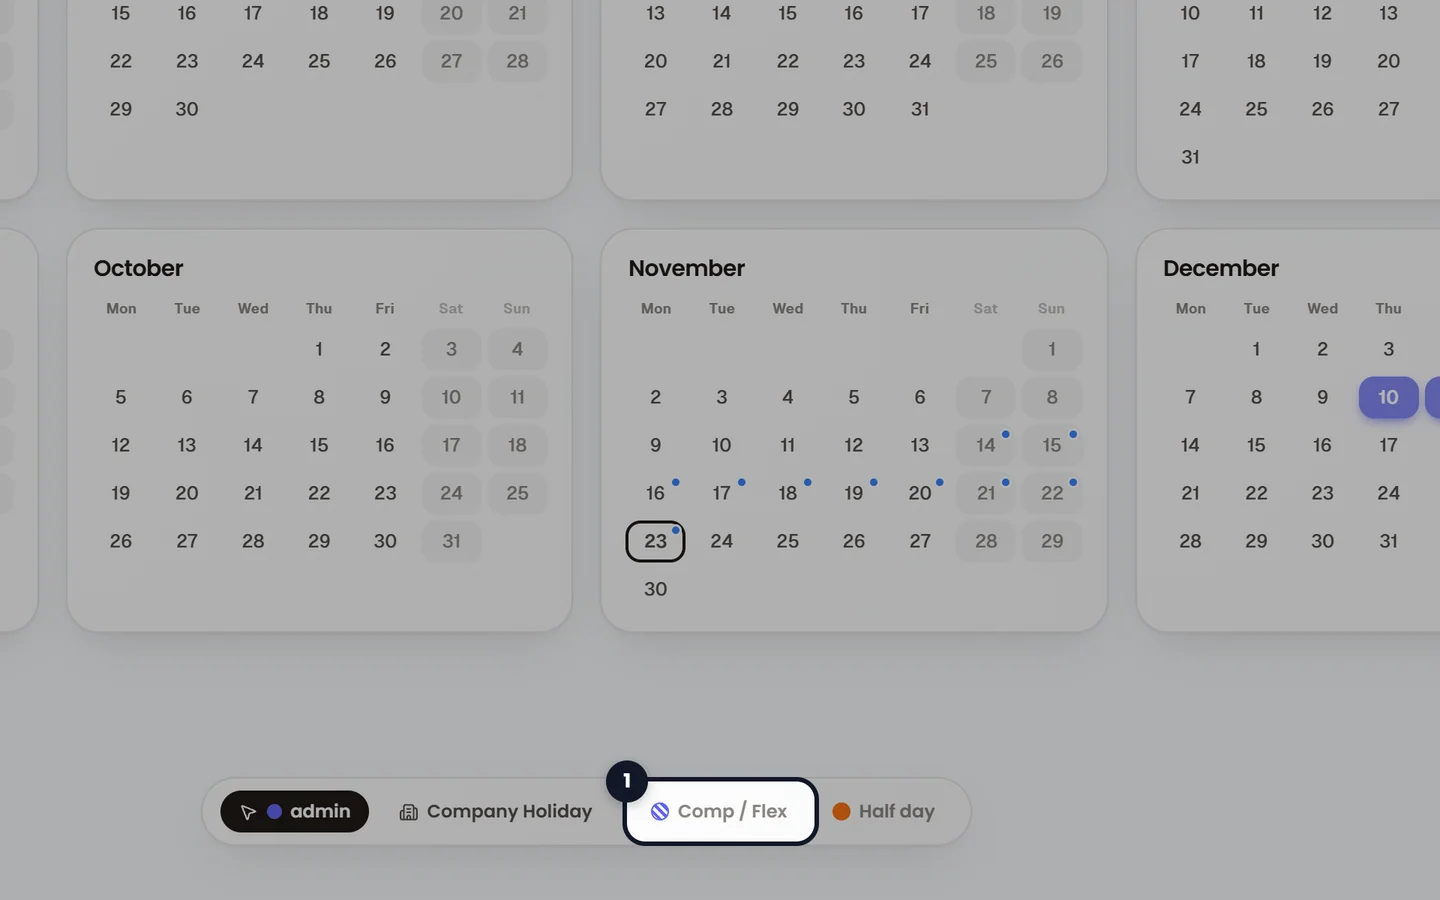 15 16 17 18 19 20 21
22 23 24 25 26 27 28
29 30
13 14 15 16 17 18 19
20 21 22 23 24 25 26
27 28 29 30 31
10 11 12 13
17 18 19 20
24 25 26 27
31
October
Mon Tue Wed Thu Fri Sat Sun
1 2 3 4
5 6 7 8 9 10 11
12 13 14 15 16 17 18
19 20 21 22 23 24 25
26 27 28 29 30 31
November
Mon Tue Wed Thu Fri Sat Sun
1
2 3 4 5 6 7 8
9 10 11 12 13 14 15
16 17 18 19 20 21 22
23 24 25 26 27 28 29
30
December
Mon Tue Wed Thu
1 2 3
7 8 9 10
14 15 16 17
21 22 23 24
28 29 30 31
1
admin Company Holiday Comp / Flex Half day